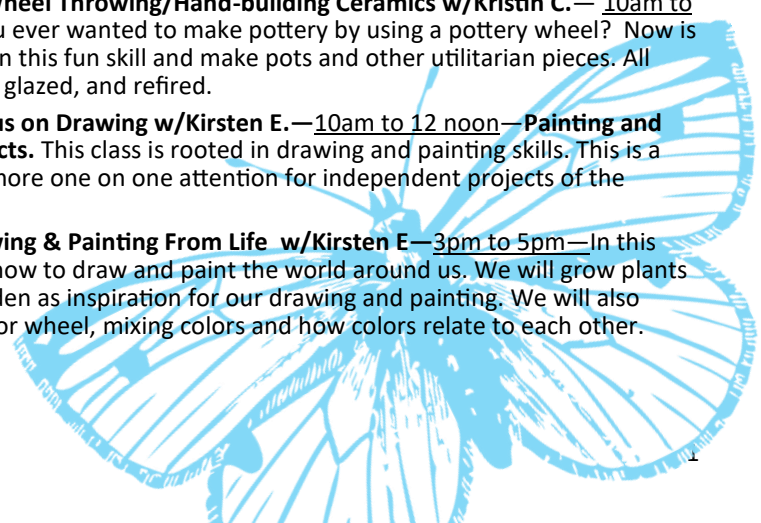 Wheel Throwing/Hand-building Ceramics w/Kristin C.— 10am to
u ever wanted to make pottery by using a pottery wheel?  Now is
n this fun skill and make pots and other utilitarian pieces. All
glazed, and refired.
us on Drawing w/Kirsten E.—10am to 12 noon—Painting and
cts. This class is rooted in drawing and painting skills. This is a
more one on one attention for independent projects of the
ving & Painting From Life  w/Kirsten E—3pm to 5pm—In this
how to draw and paint the world around us. We will grow plants
den as inspiration for our drawing and painting. We will also
or wheel, mixing colors and how colors relate to each other.
1